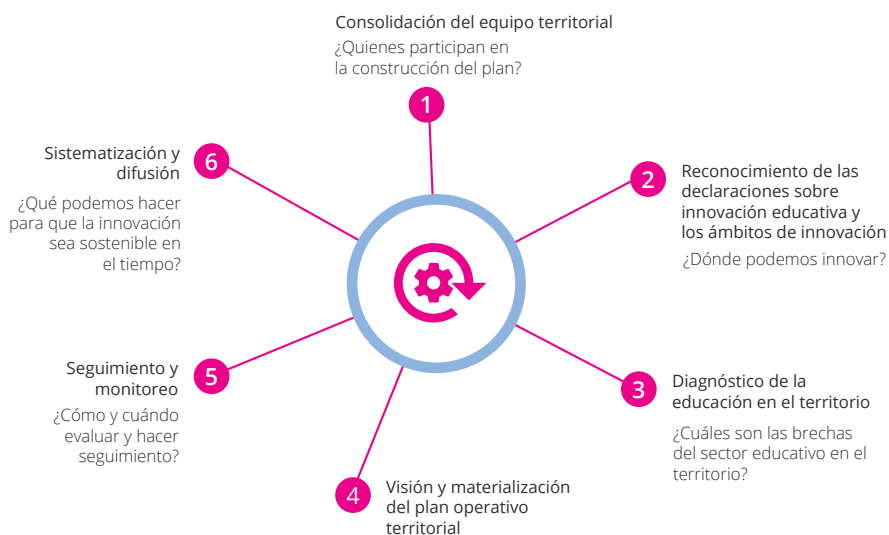 Consolidación del equipo territorial
¿Quienes participan en
la construcción del plan?
1
2
Reconocimiento de las
declaraciones sobre
innovación educativa y
los ámbitos de innovación
¿Dónde podemos innovar?
3
Diagnóstico de la
educación en el territorio
¿Cuáles son las brechas
del sector educativo en el
territorio?
4
Visión y materialización
del plan operativo
territorial
5
Seguimiento y
monitoreo
¿Cómo y cuándo
evaluar y hacer
seguimiento?
6
Sistematización y
difusión
¿Qué podemos hacer
para que la innovación
sea sostenible en
el tiempo?